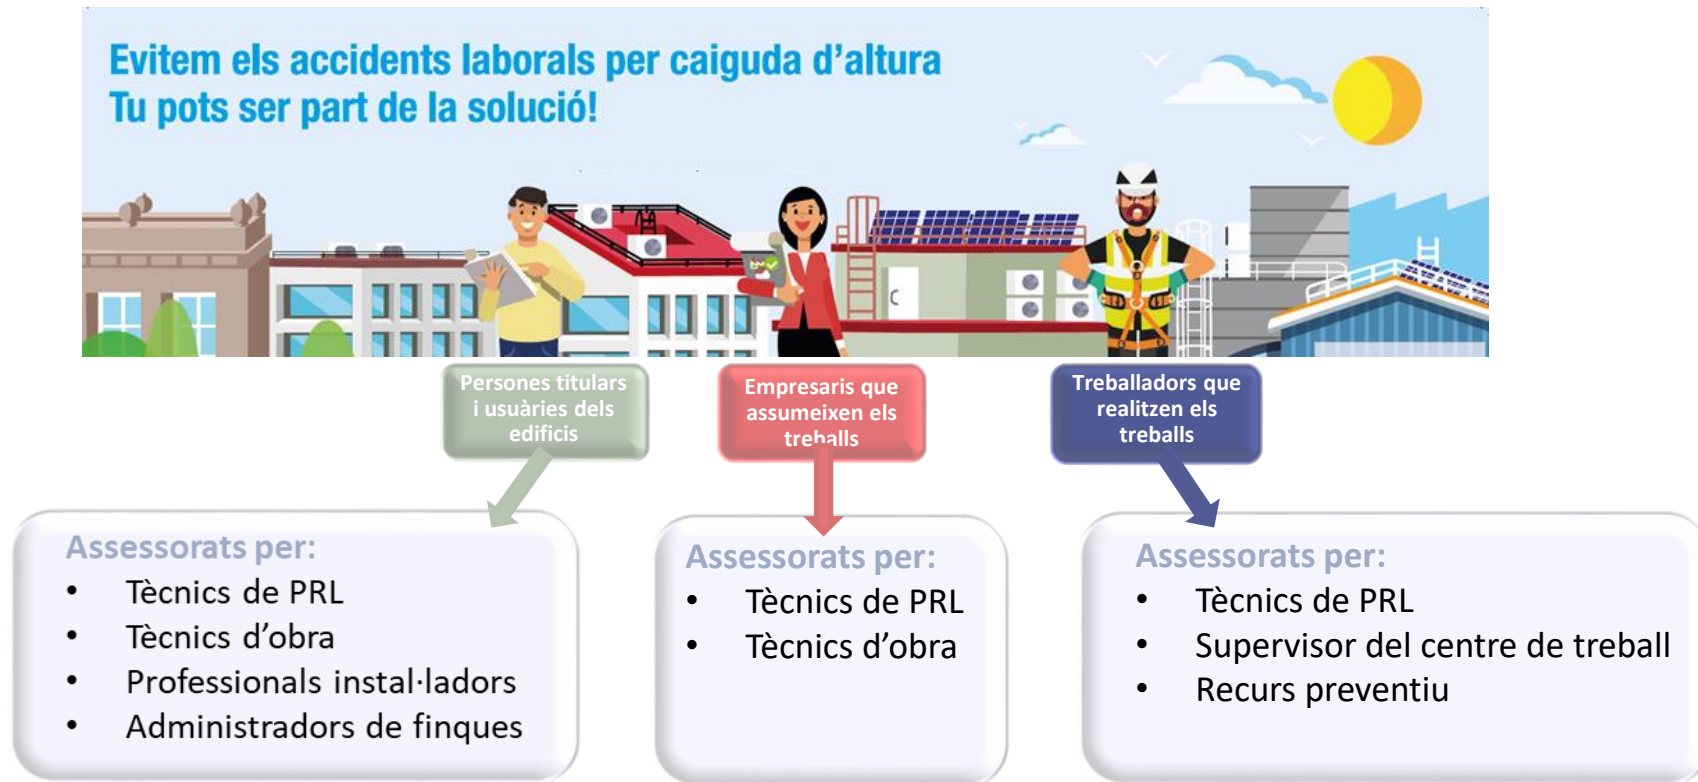 Evitem els accidents laborals per caiguda d'altura
Tu pots ser part de la solució!
Persones titulars
i usuàries dels
edificis
Empresaris que
assumeixen els
treballs
Treballadors que
realitzen els
treballs
Assessorats per:
• Tècnics de PRL
• Tècnics d'obra
• Professionals instal·ladors
• Administradors de finques
Assessorats per:
• Tècnics de PRL
• Tècnics d'obra
Assessorats per:
• Tècnics de PRL
• Supervisor del centre de treball
• Recurs preventiu